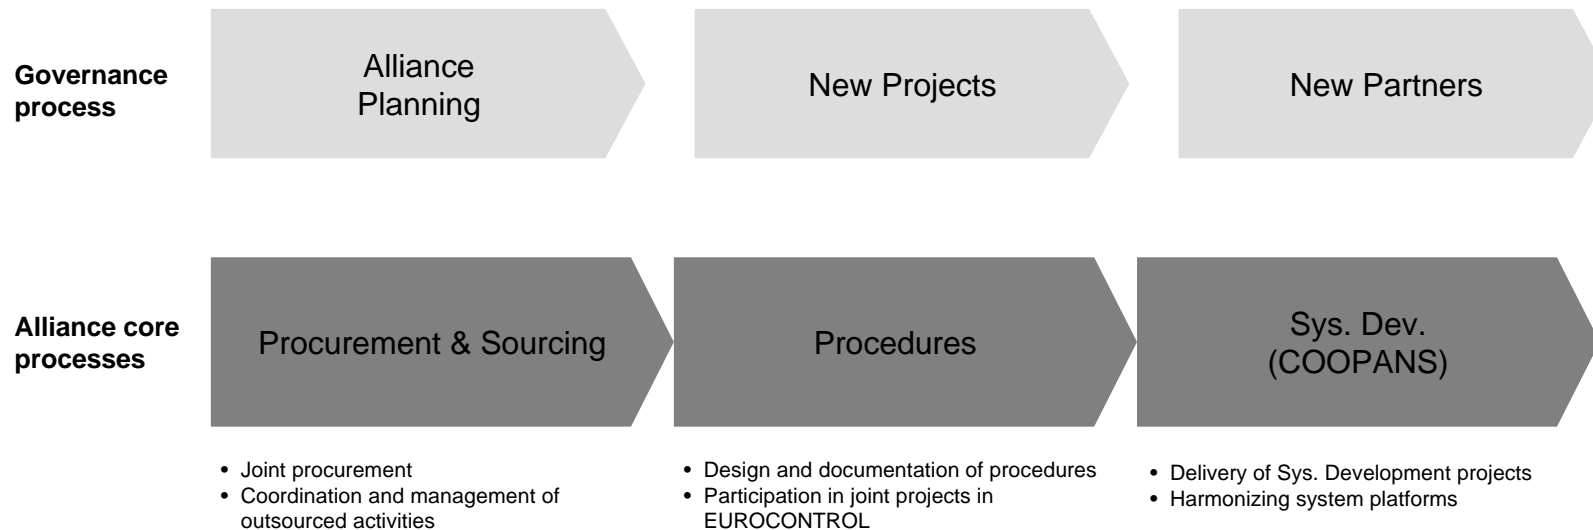 Governance
process
Alliance
Planning
New Projects
New Partners
Alliance core
processes
Procurement & Sourcing
Procedures
Sys. Dev.
(COOPANS)
• Joint procurement
• Coordination and management of
outsourced activities
• Design and documentation of procedures
• Participation in joint projects in
EUROCONTROL
• Delivery of Sys. Development projects
• Harmonizing system platforms